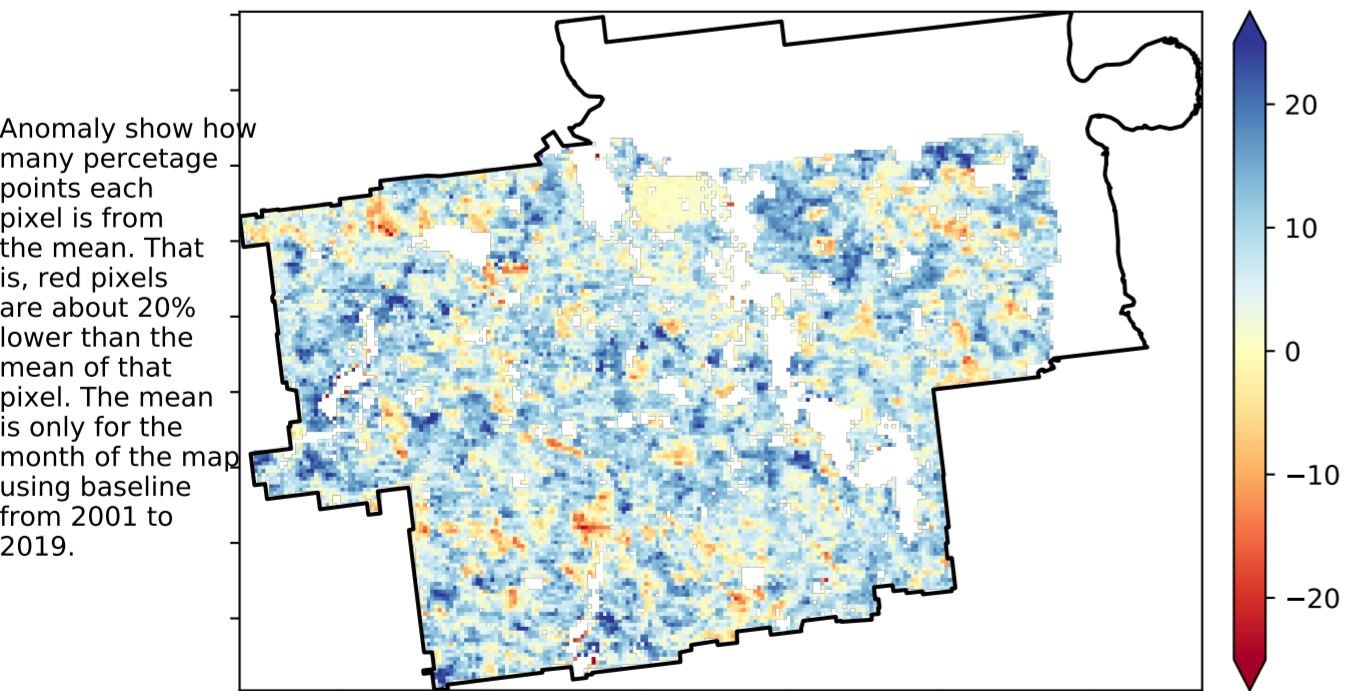 Anomaly show how
many percetage
points each
pixel is from
the mean. That
is, red pixels
are about 20%
lower than the
mean of that
pixel. The mean
is only for the
month of the map
using baseline
from 2001 to
2019.
20
10
0
−10
−20